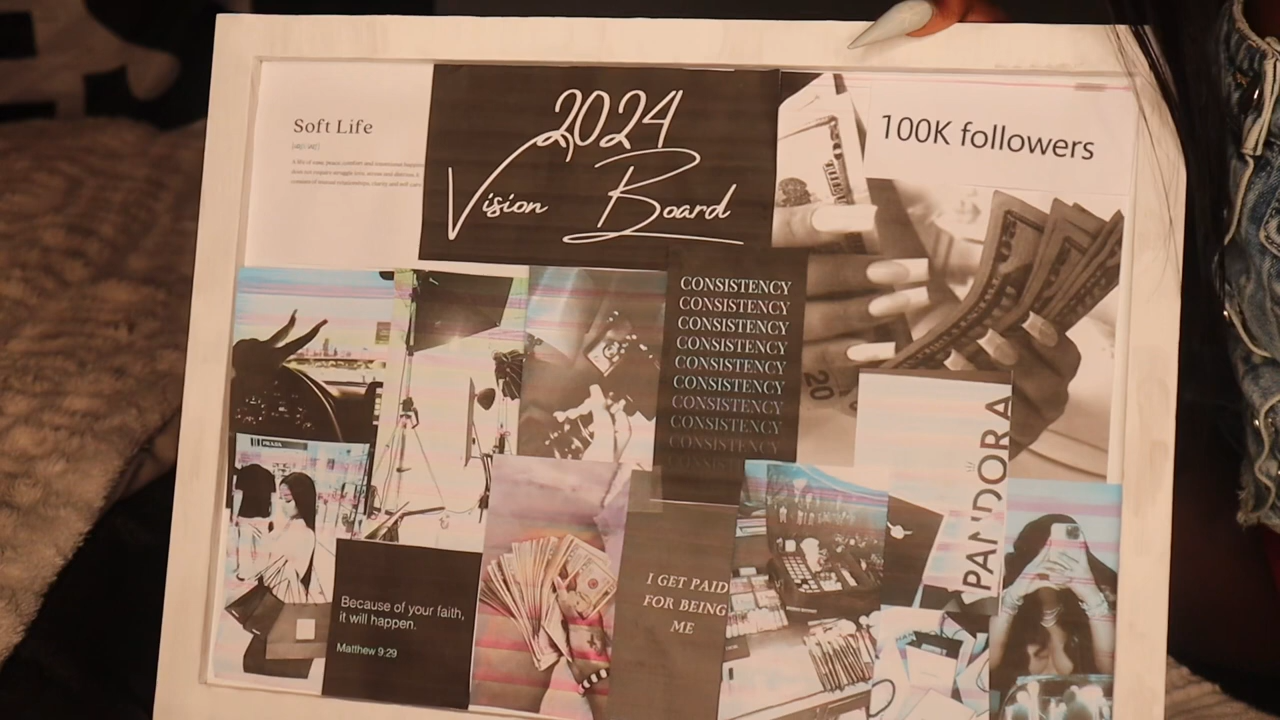 Soft Life
2024
Vision Board
100K followers
CONSISTENCY
CONSISTENCY
CONSISTENCY
CONSISTENCY
CONSISTENCY
CONSISTENCY
CONSISTENCY
CONSISTENCY
CONSISTENCY
20
PANDORA
PRADA
Because of your faith,
it will happen.
Matthew 9:29
I GET PAID
FOR BEING
ME